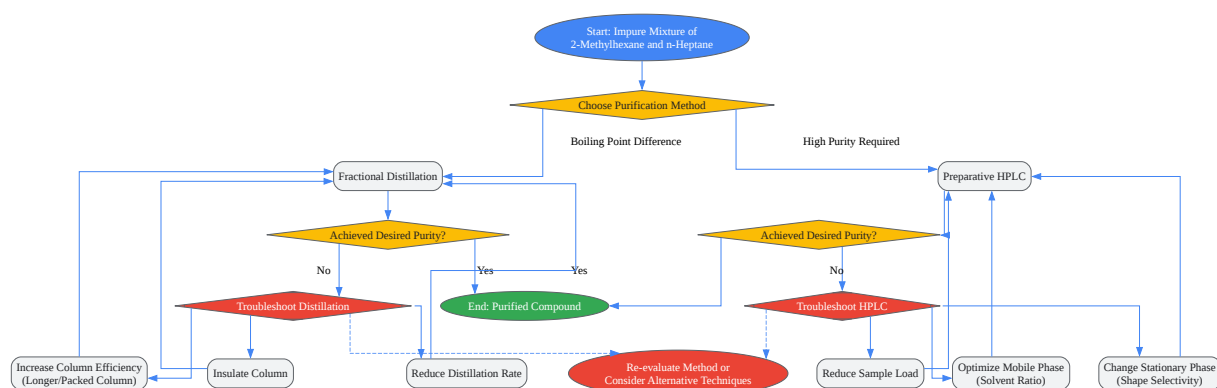 Start: Impure Mixture of
2-Methylhexane and n-Heptane
Choose Purification Method
Boiling Point Difference
High Purity Required
Fractional Distillation
Preparative HPLC
Achieved Desired Purity?
Achieved Desired Purity?
No
Yes
Yes
No
Troubleshoot Distillation
End: Purified Compound
Troubleshoot HPLC
Increase Column Efficiency
(Longer/Packed Column)
Insulate Column
Reduce Distillation Rate
Re-evaluate Method or
Consider Alternative Techniques
Reduce Sample Load
Optimize Mobile Phase
(Solvent Ratio)
Change Stationary Phase
(Shape Selectivity)